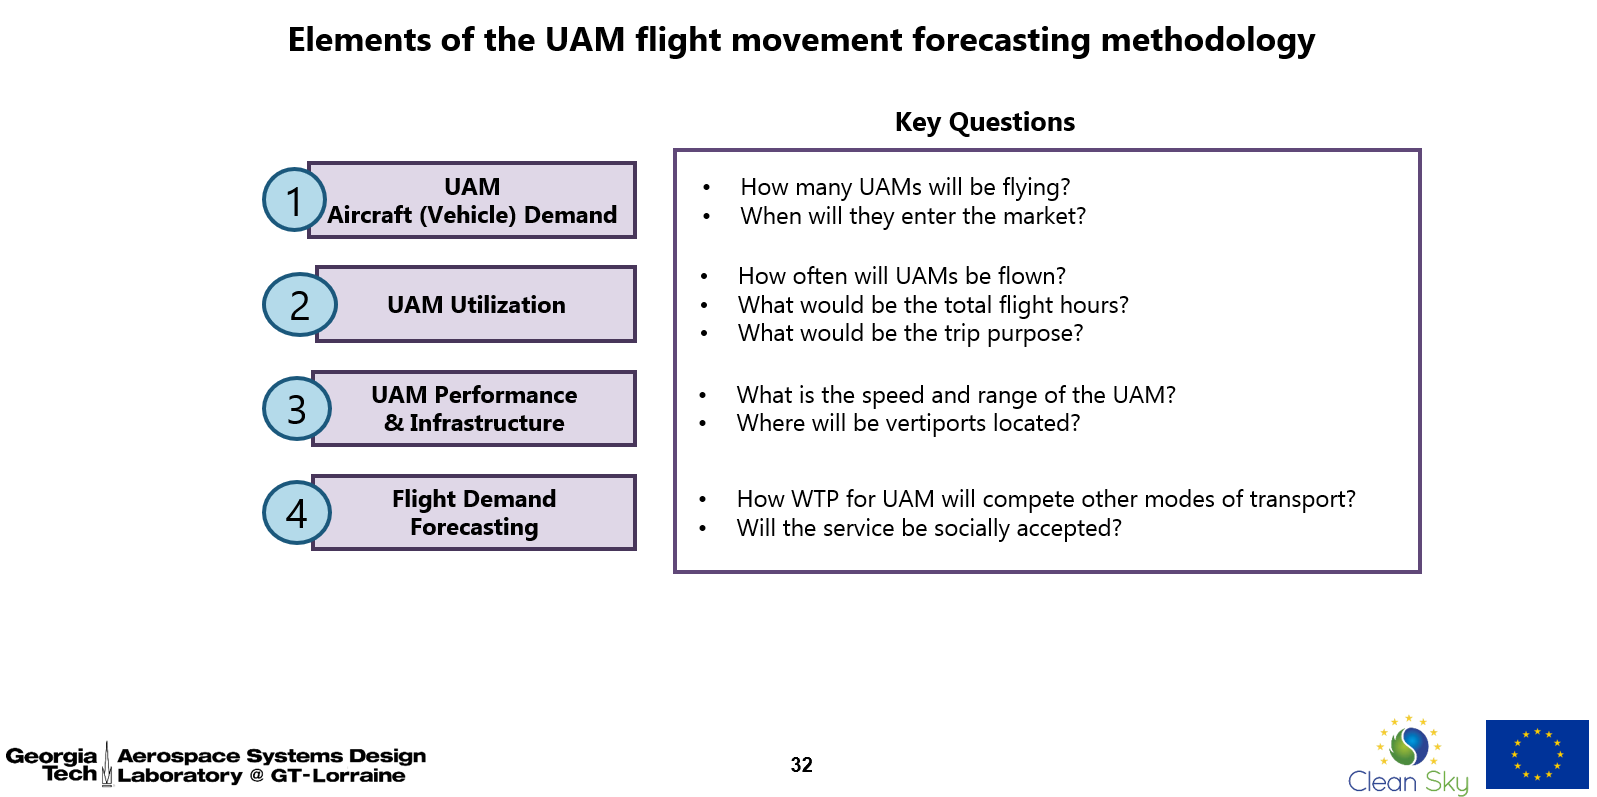 Elements of the UAM flight movement forecasting methodology
Key Questions
1
UAM
Aircraft (Vehicle) Demand
• How many UAMs will be flying?
• When will they enter the market?
2
UAM Utilization
• How often will UAMs be flown?
• What would be the total flight hours?
• What would be the trip purpose?
3
UAM Performance
& Infrastructure
• What is the speed and range of the UAM?
• Where will be vertiports located?
4
Flight Demand
Forecasting
• How WTP for UAM will compete other modes of transport?
• Will the service be socially accepted?
Georgia
Tech
Aerospace Systems Design
Laboratory @ GT-Lorraine
32
Clean Sky